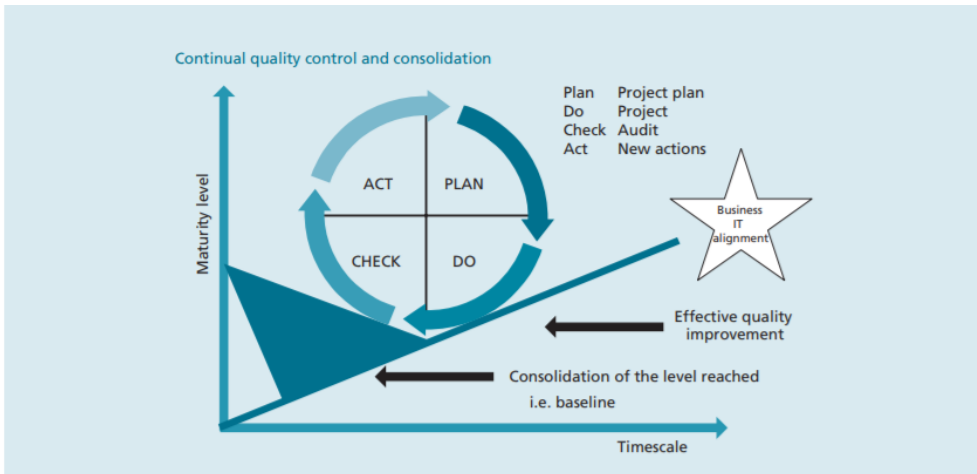 Continual quality control and consolidation
Plan Project plan
Do Project
Check Audit
Act New actions
Maturity level
ACT PLAN
CHECK DO
Business
IT
alignment
Effective quality
improvement
Consolidation of the level reached
i.e. baseline
Timescale